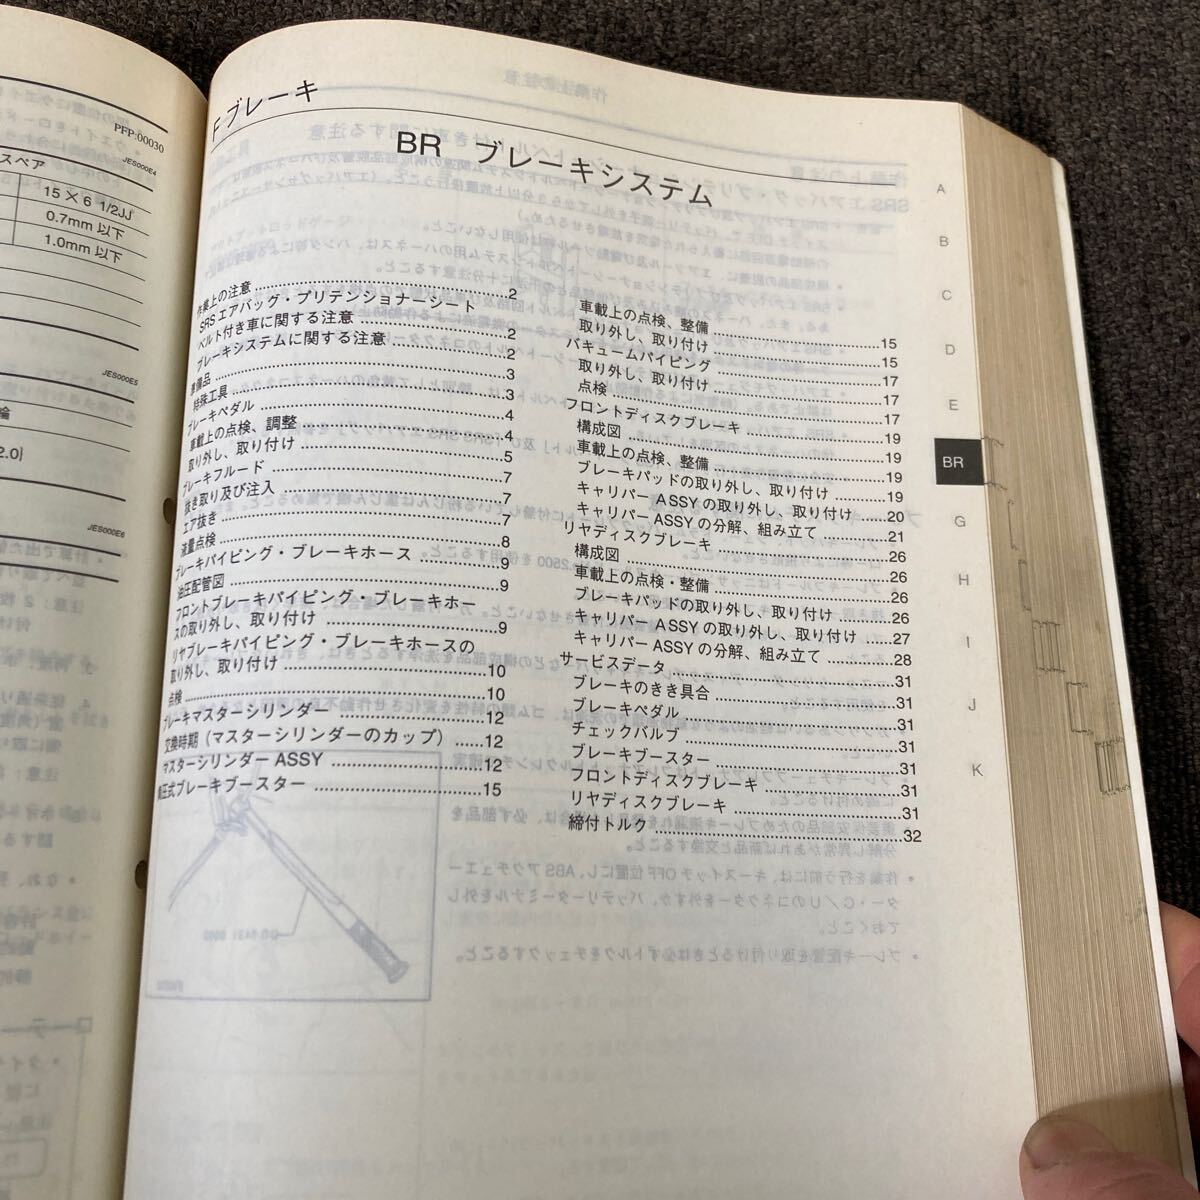 PFP:00030
JES000E4
スペア
15 × 6 1/2JJ
0.7mm 以下
1.0mm 以下
JES000E5
輪
2.0}
JES000E6
F ブレーキ
BR ブレーキシステム
作業上の注意 ... 2
SRS エアバッグ・プリテンショナーシート
ベルト付き車に関する注意 ... 2
ブレーキシステムに関する注意 ... 2
準備品 ... 3
特殊工具 ... 3
ブレーキペダル ... 4
車載上の点検、調整 ... 4
取り外し、取り付け ... 5
ブレーキフルード ... 7
抜き取り及び注入 ... 7
エア抜き ... 7
液量点検 ... 8
ブレーキパイピング・ブレーキホース ... 9
油圧配管図 ... 9
フロントブレーキパイピング・ブレーキホー
スの取り外し、取り付け ... 9
リヤブレーキパイピング・ブレーキホースの
取り外し、取り付け ... 10
点検 ... 10
ブレーキマスターシリンダー ... 12
交換時期(マスターシリンダーのカップ) ... 12
マスターシリンダー ASSY ... 12
圧式ブレーキブースター ... 15
車載上の点検、整備 ... 15
取り外し、取り付け ... 15
バキュームパイピング ... 17
取り外し、取り付け ... 17
点検 ... 17
フロントディスクブレーキ ... 19
構成図 ... 19
車載上の点検、整備 ... 19
ブレーキパッドの取り外し、取り付け ... 19
キャリパー ASSY の取り外し、取り付け ... 20
キャリパー ASSY の分解、組み立て ... 21
リヤディスクブレーキ ... 26
構成図 ... 26
車載上の点検・整備 ... 26
ブレーキパッドの取り外し、取り付け ... 26
キャリパー ASSY の取り外し、取り付け ... 27
キャリパー ASSY の分解、組み立て ... 28
サービスデータ ... 31
ブレーキのきき具合 ... 31
ブレーキペダル ... 31
チェックバルブ ... 31
ブレーキブースター ... 31
フロントディスクブレーキ ... 31
リヤディスクブレーキ ... 31
締付トルク ... 32
A
B
C
D
E
BR
G
H
I
J
K